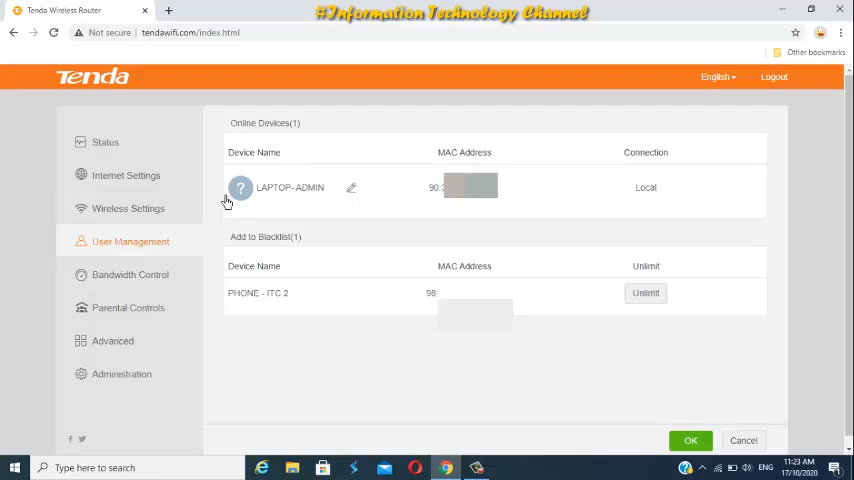 #Information Technology Channel
Tenda Wireless Router
Not secure | tendawifi.com/index.html
Other bookmarks
Tenda
English
Logout
Status
Internet Settings
Wireless Settings
User Management
Bandwidth Control
Parental Controls
Advanced
Administration
Online Devices(1)
Device Name MAC Address Connection
? LAPTOP- ADMIN 90: Local
Add to Blacklist(1)
Device Name MAC Address Unlimit
PHONE - ITC 2 98: Unlimit
OK Cancel
Type here to search
ENG
11:23 AM
17/10/2020